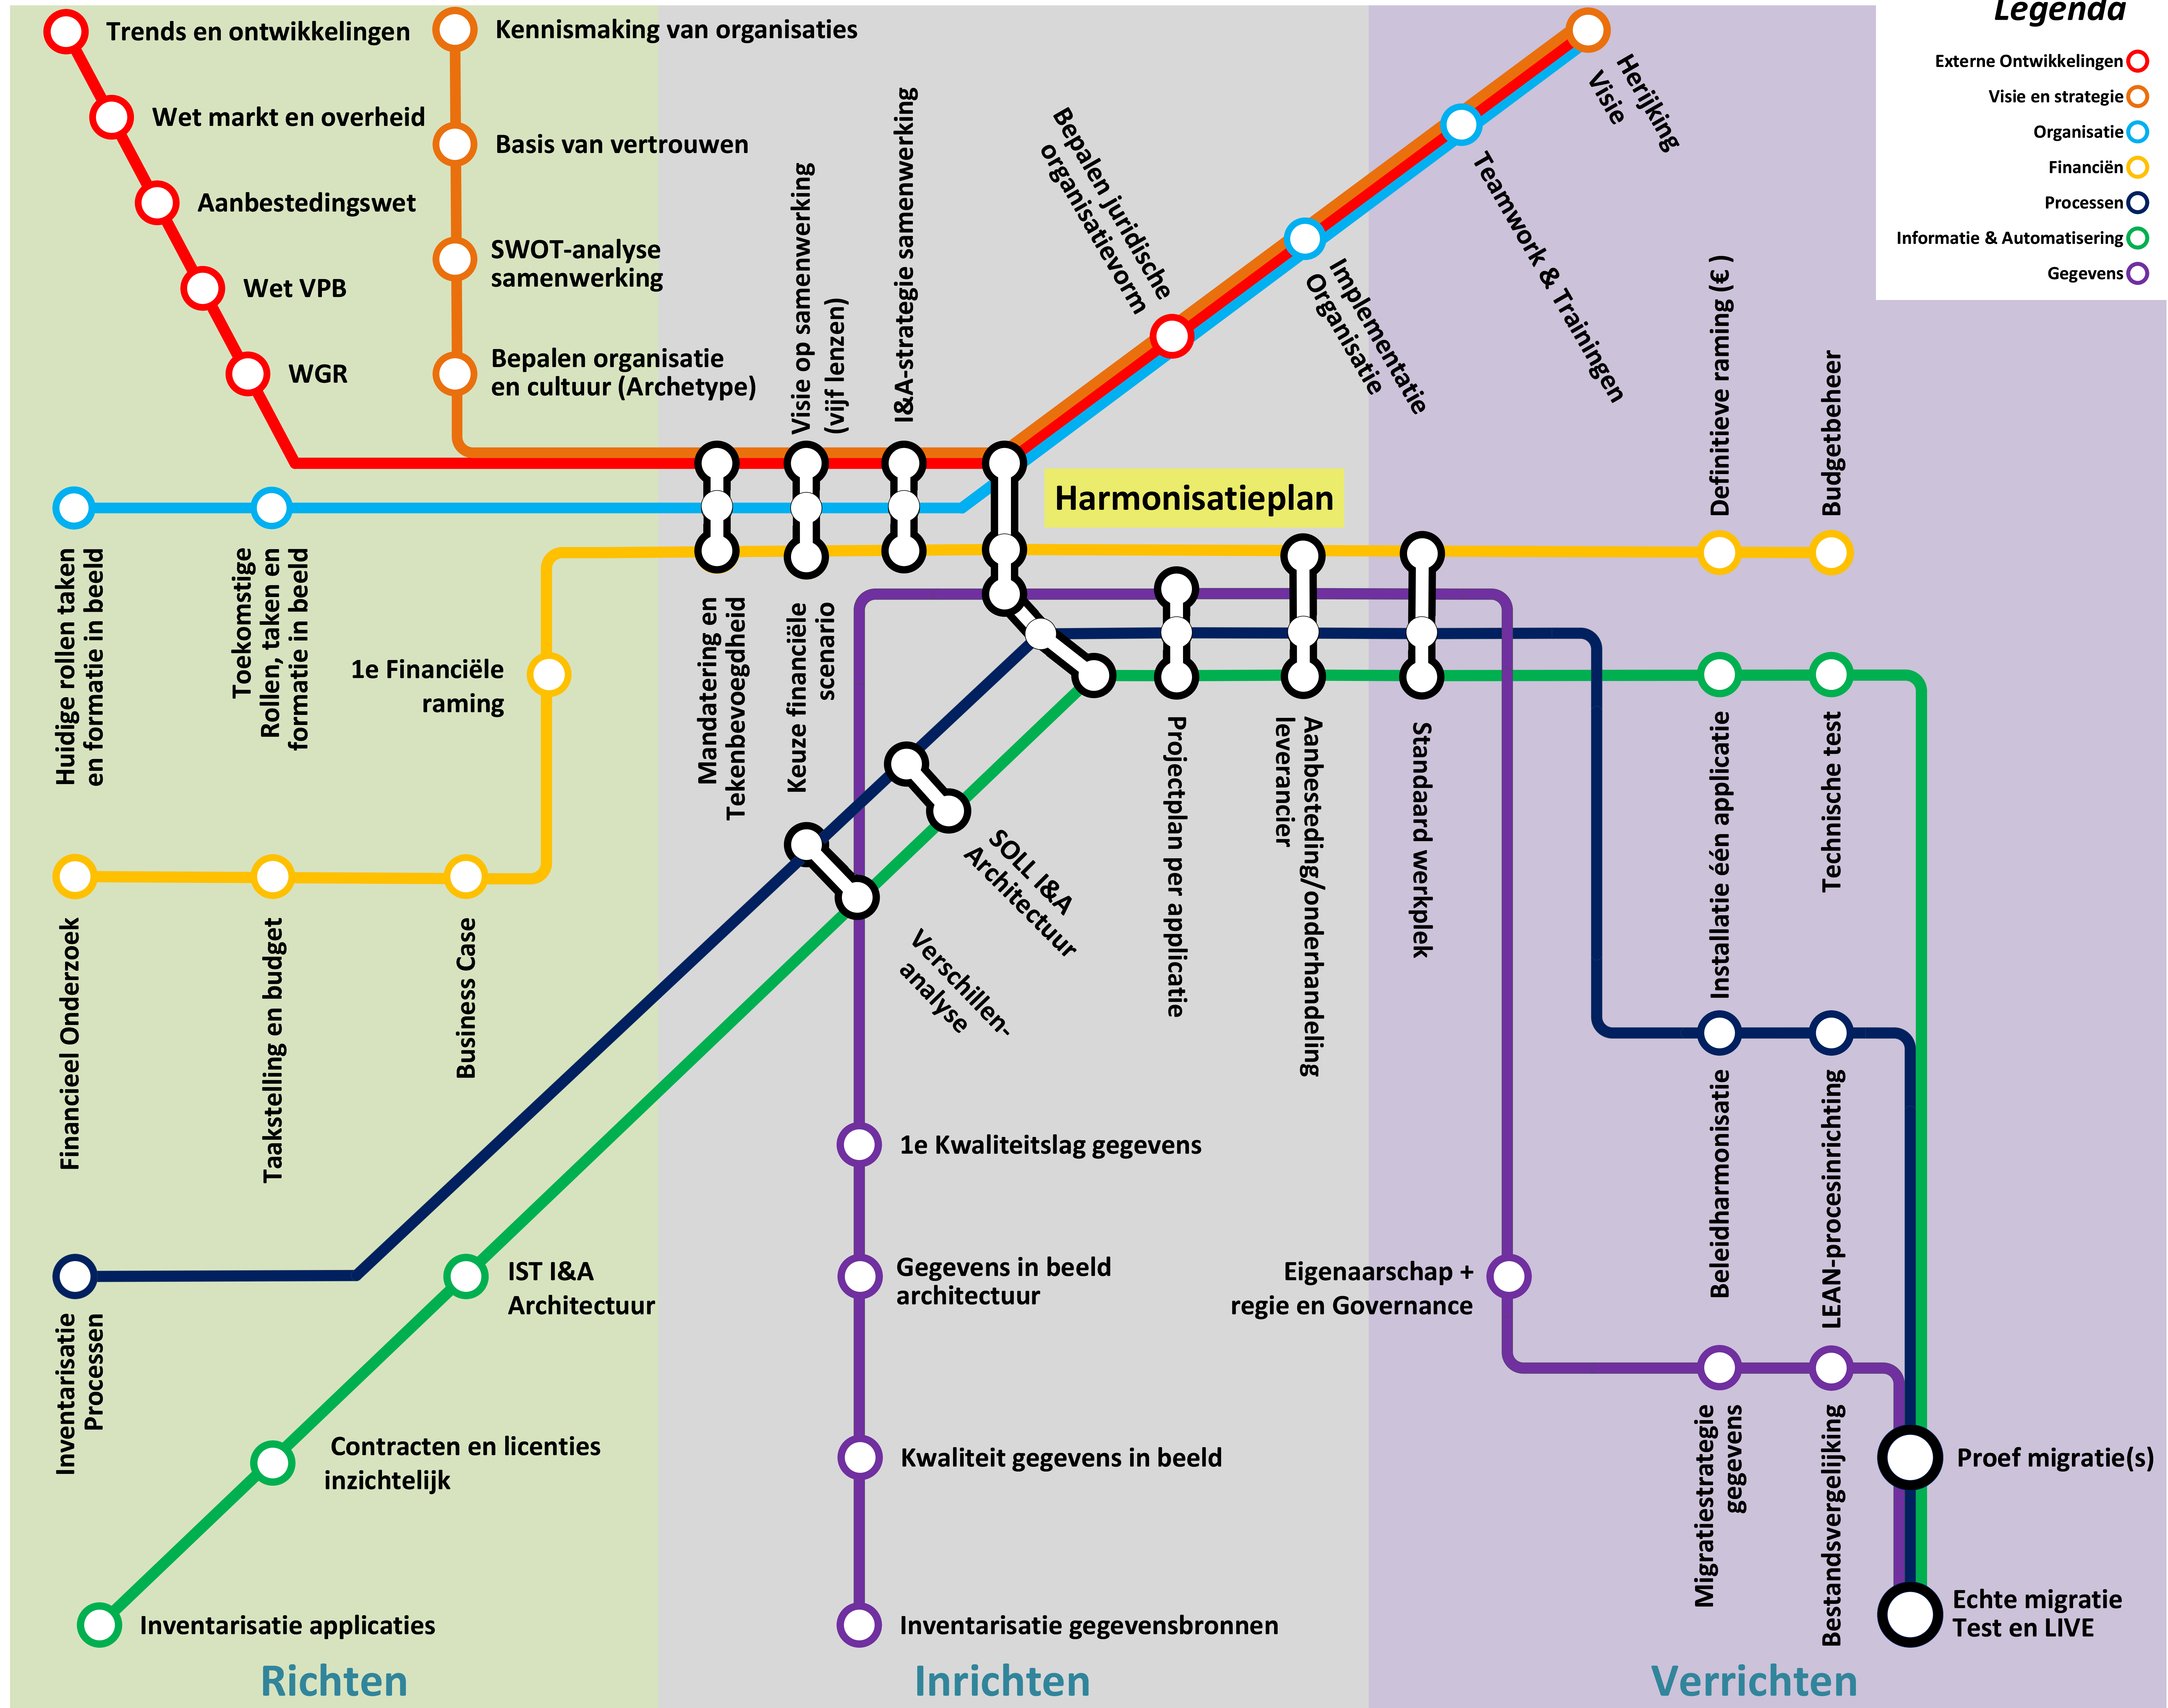 Legenda
Externe Ontwikkelingen
Visie en strategie
Organisatie
Financiën
Processen
Informatie & Automatisering
Gegevens
Trends en ontwikkelingen
Wet markt en overheid
Aanbestedingswet
Wet VPB
WGR
Kennismaking van organisaties
Basis van vertrouwen
SWOT-analyse
samenwerking
Bepalen organisatie
en cultuur (Archetype)
Visie op samenwerking
(vijf lenzen)
I&A-strategie samenwerking
Bepalen juridische
organisatievorm
Implementatie
Organisatie
Teamwork & Trainingen
Herijking
Visie
Harmonisatieplan
Definitieve raming (€ )
Budgetbeheer
Huidige rollen taken
en formatie in beeld
Toekomstige
Rollen, taken en
formatie in beeld
1e Financiële
raming
Mandatering en
Tekenbevoegdheid
Keuze financiële
scenario
Projectplan per applicatie
Aanbesteding/onderhandeling
leverancier
Standaard werkplek
Installatie één applicatie
Technische test
SOLL I&A
Architectuur
Verschillen-
analyse
Financieel Onderzoek
Taakstelling en budget
Business Case
1e Kwaliteitslag gegevens
Gegevens in beeld
architectuur
Kwaliteit gegevens in beeld
Inventarisatie gegevensbronnen
Eigenaarschap +
regie en Governance
Beleidharmonisatie
LEAN-procesinrichting
Inventarisatie
Processen
IST I&A
Architectuur
Contracten en licenties
inzichtelijk
Inventarisatie applicaties
Migratiestrategie
gegevens
Bestandsvergelijking
Proef migratie(s)
Echte migratie
Test en LIVE
Richten
Inrichten
Verrichten